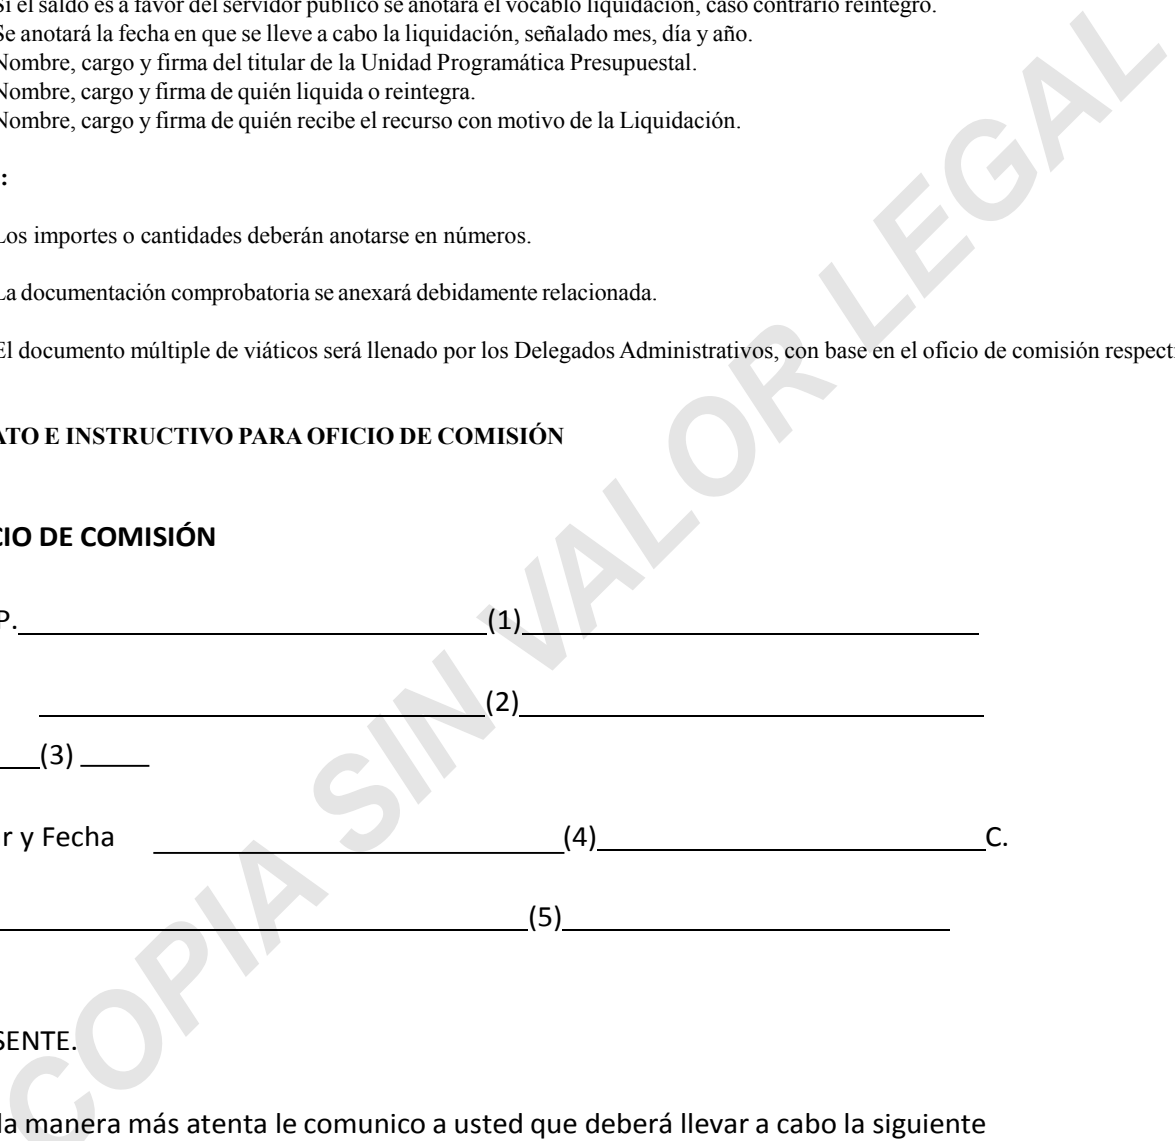 Si el saldo es a favor del servidor público se anotará el vocablo liquidación, caso contrario reintegro.
Se anotará la fecha en que se lleve a cabo la liquidación, señalado mes, día y año.
Nombre, cargo y firma del titular de la Unidad Programática Presupuestal.
Nombre, cargo y firma de quién liquida o reintegra.
Nombre, cargo y firma de quién recibe el recurso con motivo de la Liquidación.
:
Los importes o cantidades deberán anotarse en números.
La documentación comprobatoria se anexará debidamente relacionada.
El documento múltiple de viáticos será llenado por los Delegados Administrativos, con base en el oficio de comisión respecti
ATO E INSTRUCTIVO PARA OFICIO DE COMISIÓN
CIO DE COMISIÓN
P. (1)
(2)
(3)
r y Fecha (4) C.
(5)
SENTE.
la manera más atenta le comunico a usted que deberá llevar a cabo la siguiente
COPIA SIN VALOR LEGAL